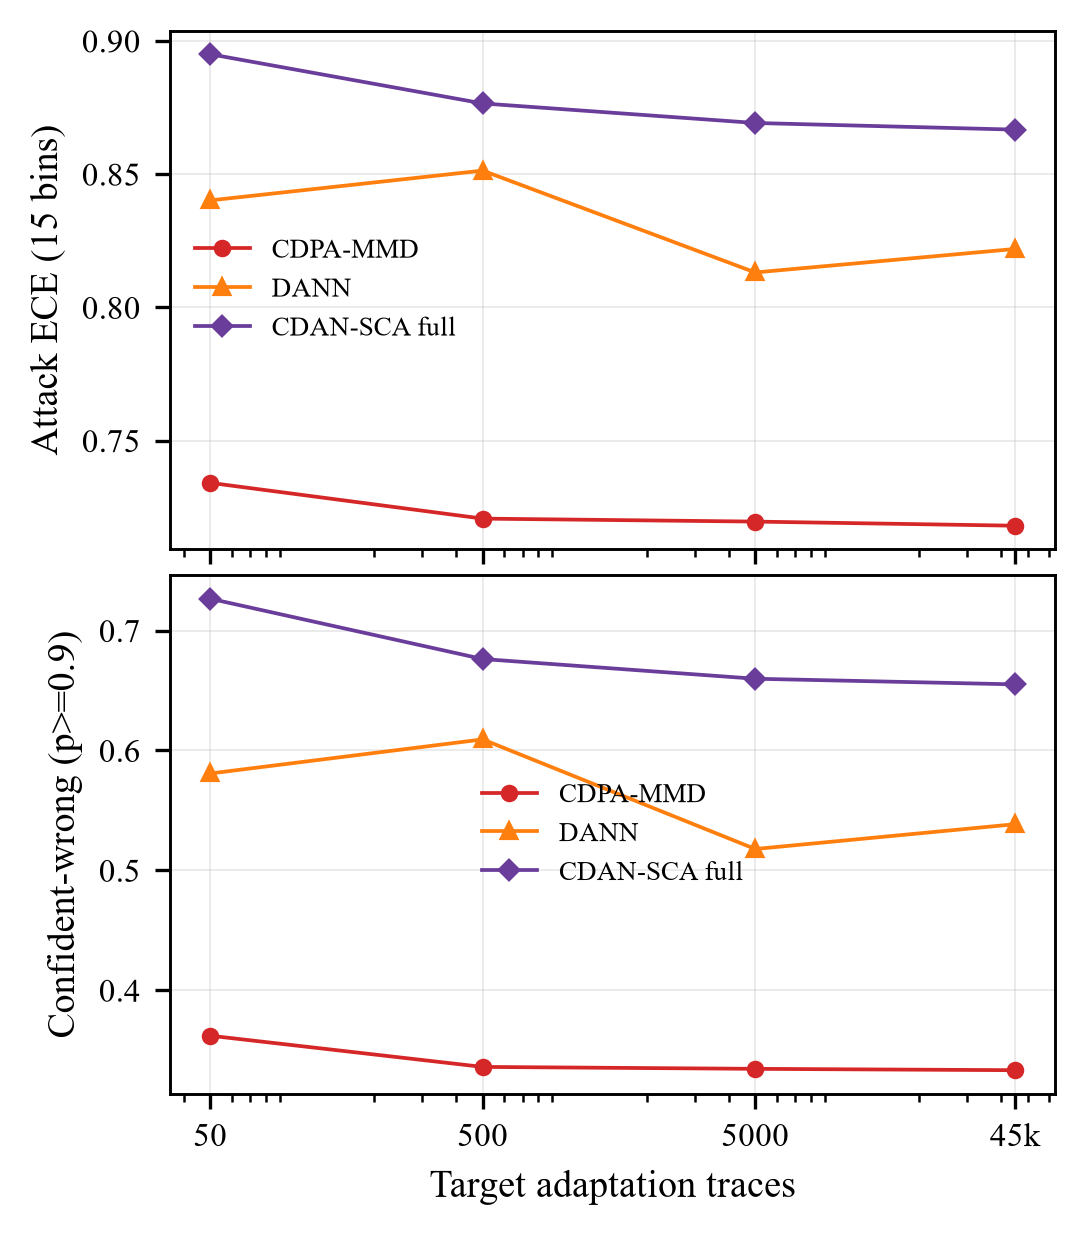 0.90
0.85
0.80
0.75
Attack ECE (15 bins)
CDPA-MMD
DANN
CDAN-SCA full
0.7
0.6
0.5
0.4
Confident-wrong (p>=0.9)
CDPA-MMD
DANN
CDAN-SCA full
50 500 5000 45k
Target adaptation traces